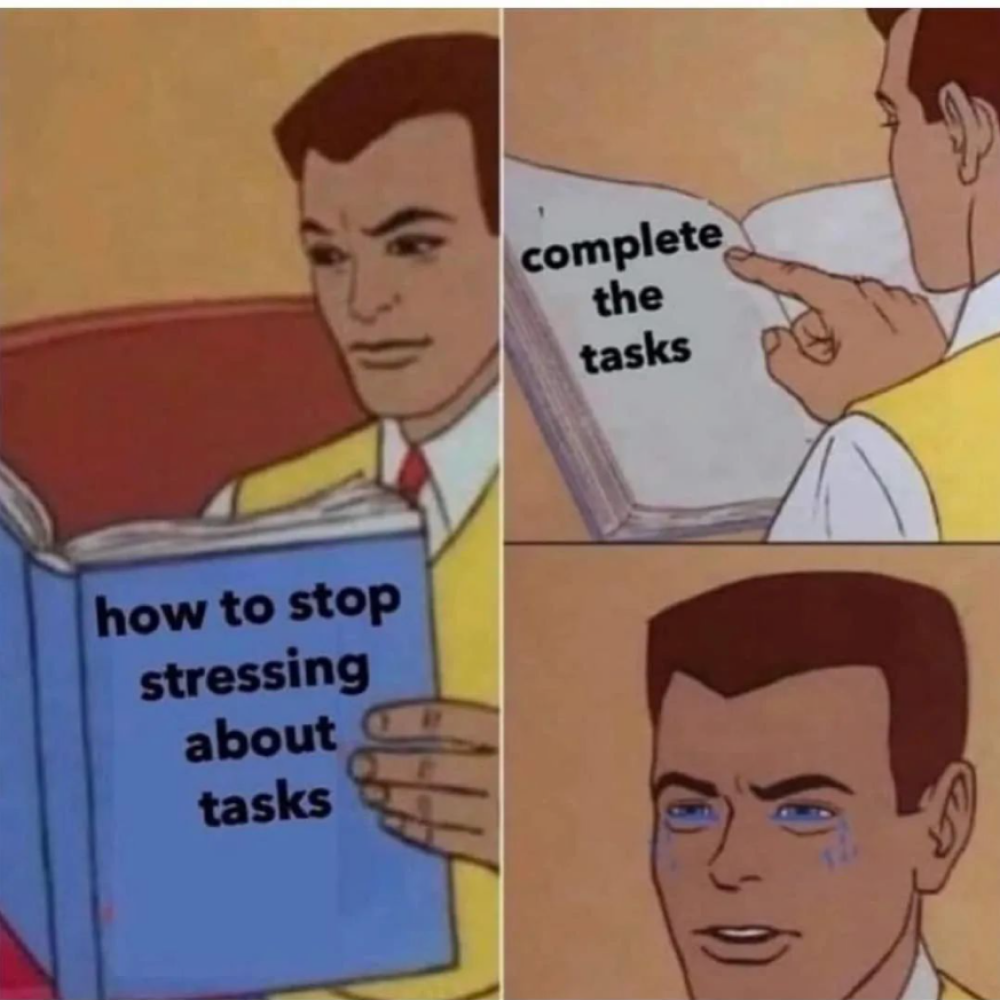 how to stop
stressing
about
tasks
complete
the
tasks